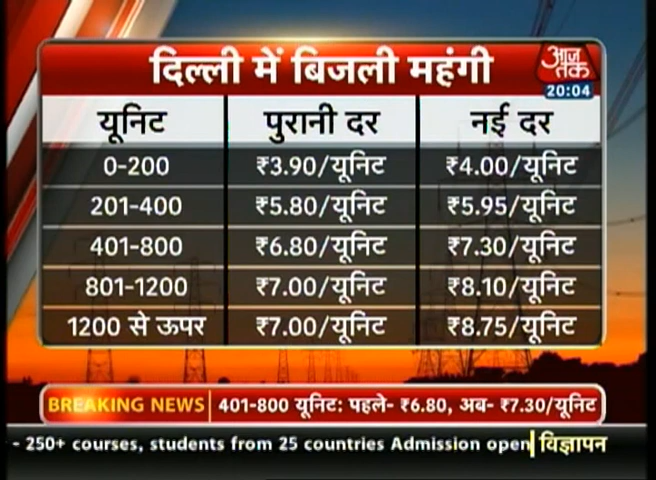 दिल्ली में बिजली महंगी
आज तक
20:04
यूनिट पुरानी दर नई दर
0-200 ₹3.90/यूनिट ₹4.00/यूनिट
201-400 ₹5.80/यूनिट ₹5.95/यूनिट
401-800 ₹6.80/यूनिट ₹7.30/यूनिट
801-1200 ₹7.00/यूनिट ₹8.10/यूनिट
1200 से ऊपर ₹7.00/यूनिट ₹8.75/यूनिट
BREAKING NEWS 401-800 यूनिट: पहले- ₹6.80, अब- ₹7.30/यूनिट
- 250+ courses, students from 25 countries Admission open विज्ञापन